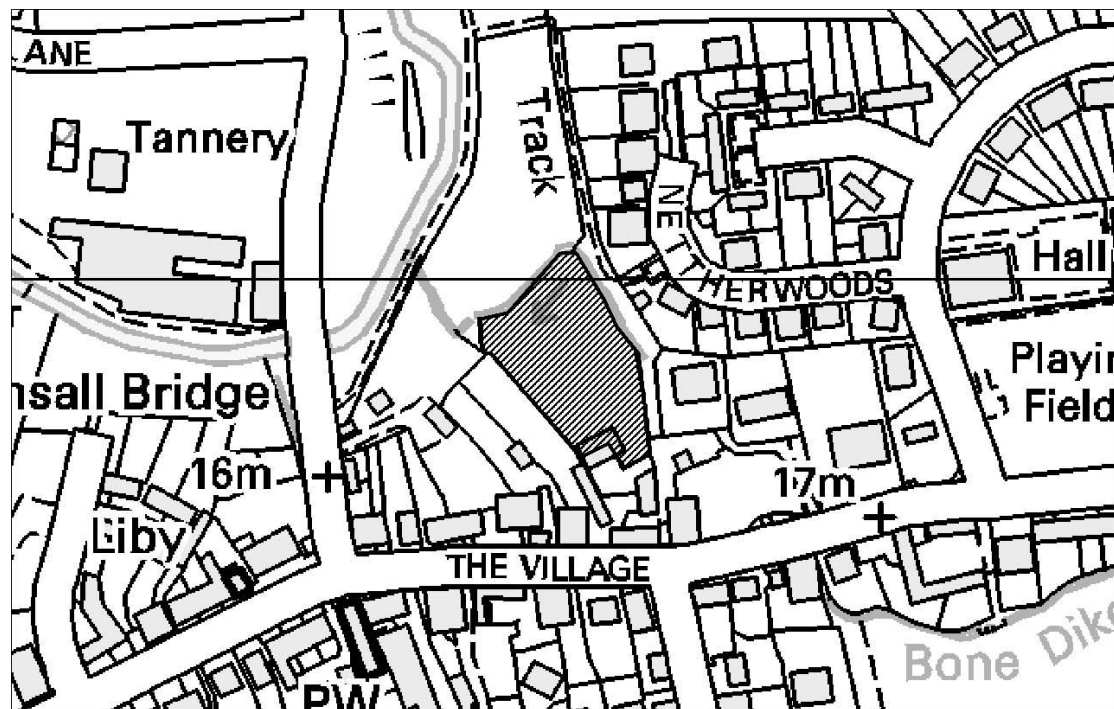 ANE
Tannery
Track
NETHERWOODS
Hall
Playin
Field
nsall Bridge
16m
17m
Liby
THE VILLAGE
Bone Dike
PW